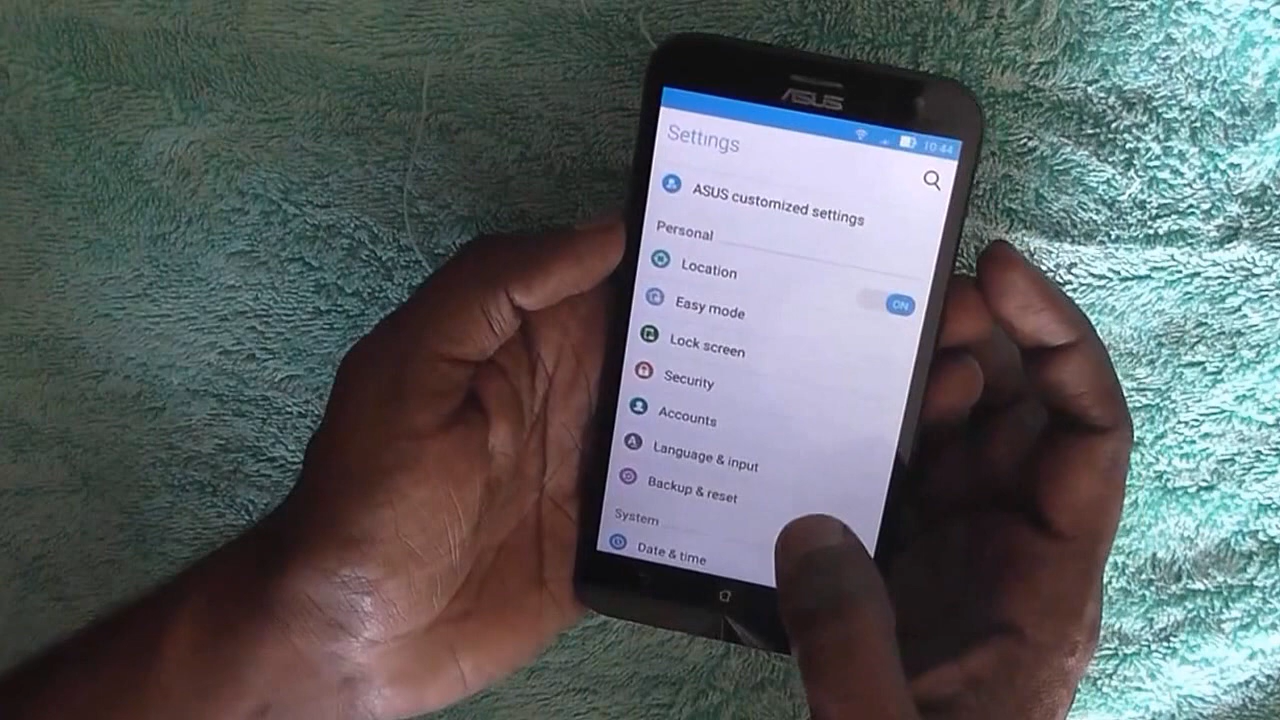 ASUS
10:44
Settings
ASUS customized settings
Personal
Location
ON
Easy mode
Lock screen
Security
Accounts
Language & input
Backup & reset
System
Date & time